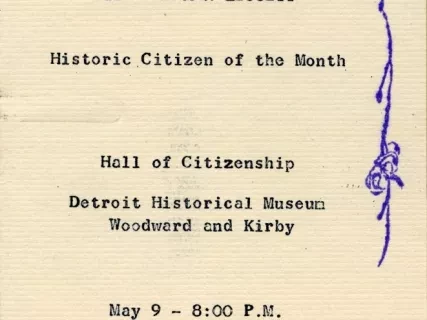 Historic Citizen of the Month
Hall of Citizenship
Detroit Historical Museum
Woodward and Kirby
May 9 - 8:00 P.M.